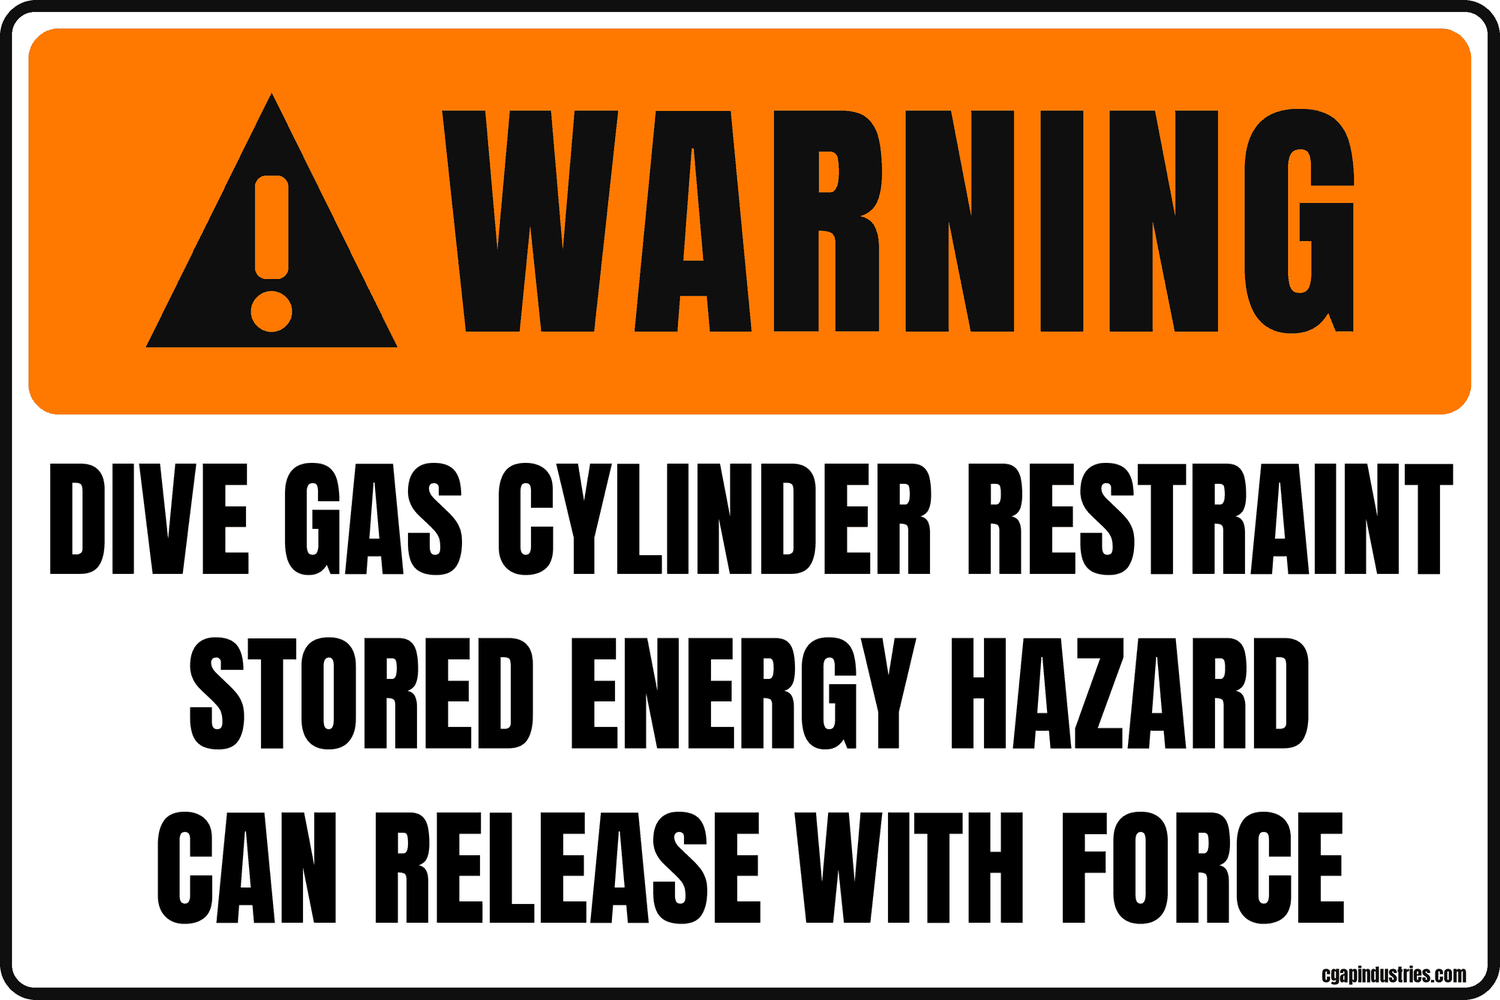 WARNING
DIVE GAS CYLINDER RESTRAINT
STORED ENERGY HAZARD
CAN RELEASE WITH FORCE
cgapindustries.com